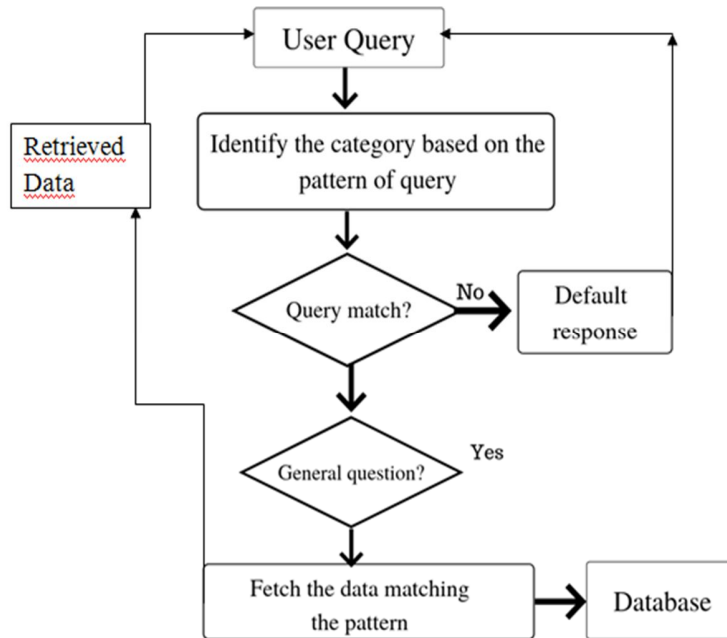 User Query
Retrieved
Data
Identify the category based on the
pattern of query
Query match?
No
Default
response
General question?
Yes
Fetch the data matching
the pattern
Database